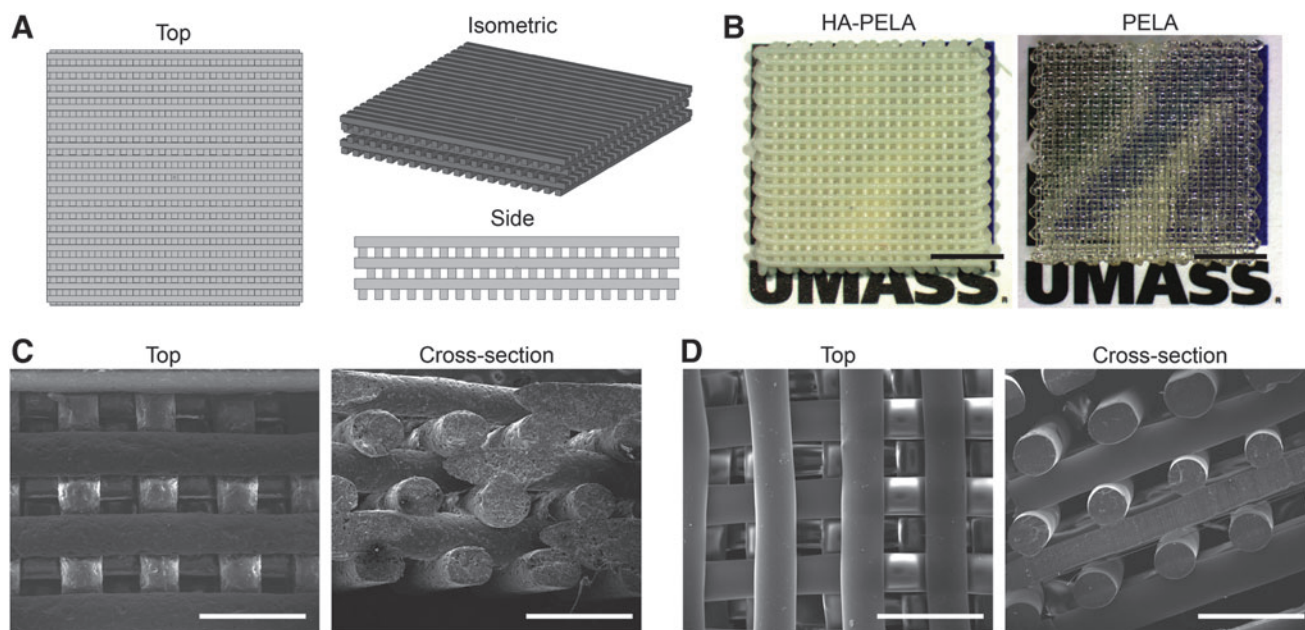 A
Top
Isometric
Side
B
HA-PELA
PELA
UMASS
UMASS
C
Top
Cross-section
D
Top
Cross-section